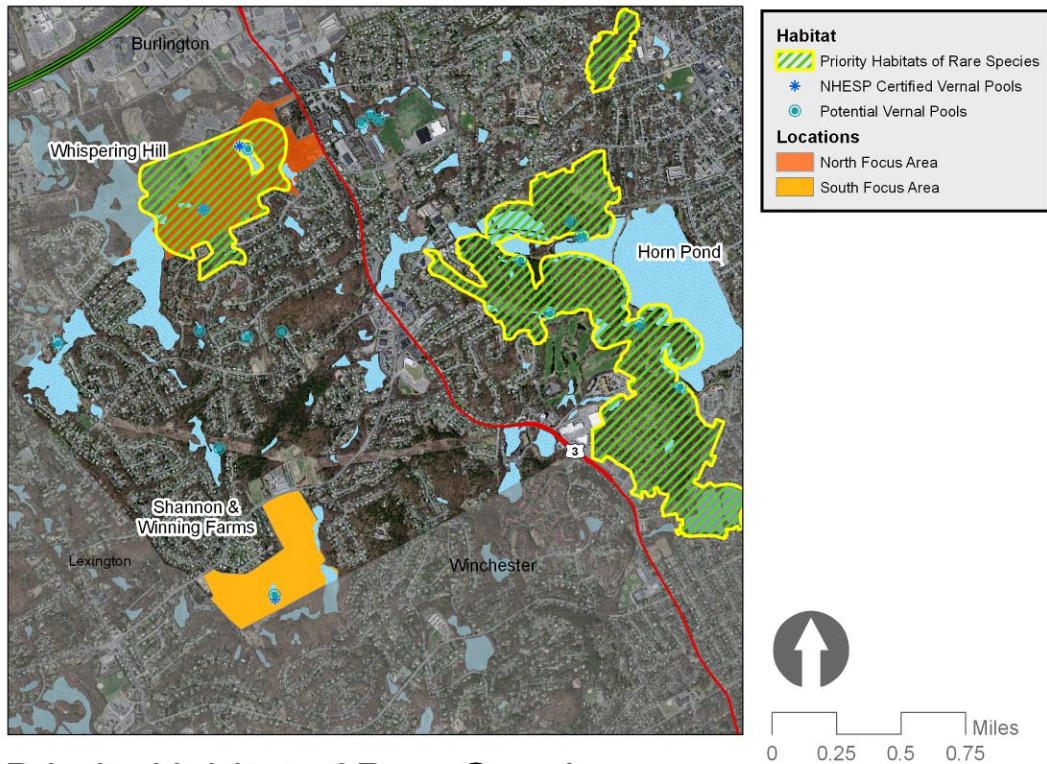 Burlington
Whispering Hill
Horn Pond
3
Shannon &
Winning Farms
Lexington
Winchester
Habitat
Priority Habitats of Rare Species
NHESP Certified Vernal Pools
Potential Vernal Pools
Locations
North Focus Area
South Focus Area
Miles
0 0.25 0.5 0.75